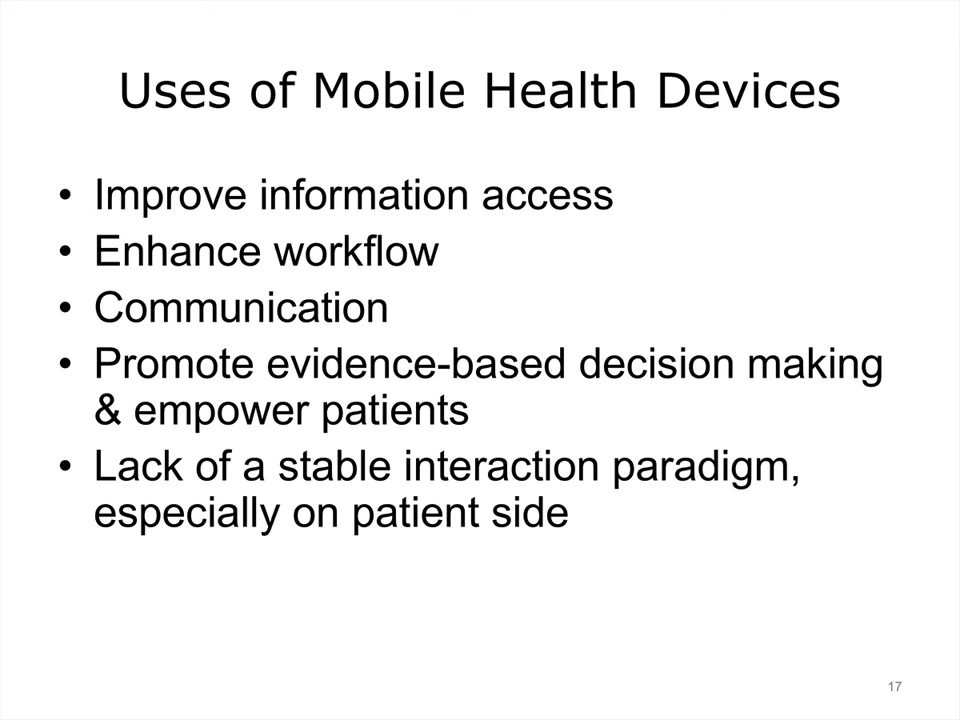 Uses of Mobile Health Devices
• Improve information access
• Enhance workflow
• Communication
• Promote evidence-based decision making
& empower patients
• Lack of a stable interaction paradigm,
especially on patient side
17